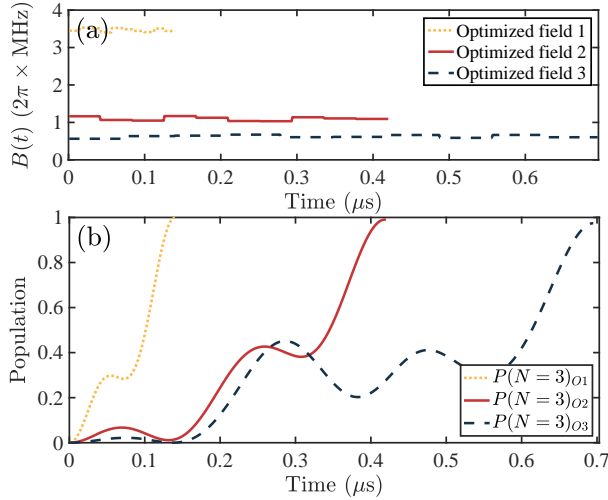 (a)
4
3
2
1
0
B(t) (2π × MHz)
Optimized field 1
Optimized field 2
Optimized field 3
0 0.1 0.2 0.3 0.4 0.5 0.6
Time (μs)
(b)
1
0.8
0.6
0.4
0.2
0
Population
P(N = 3)O1
P(N = 3)O2
P(N = 3)O3
0 0.1 0.2 0.3 0.4 0.5 0.6 0.7
Time (μs)